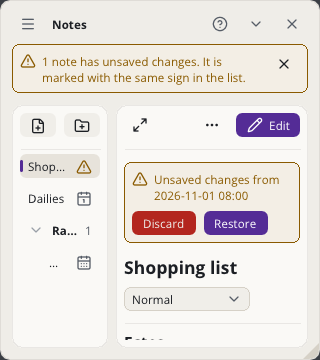 Notes
1 note has unsaved changes. It is
marked with the same sign in the list.
Edit
Shop...
Dailies
Ra... 1
...
Unsaved changes from
2026-11-01 08:00
Discard Restore
Shopping list
Normal